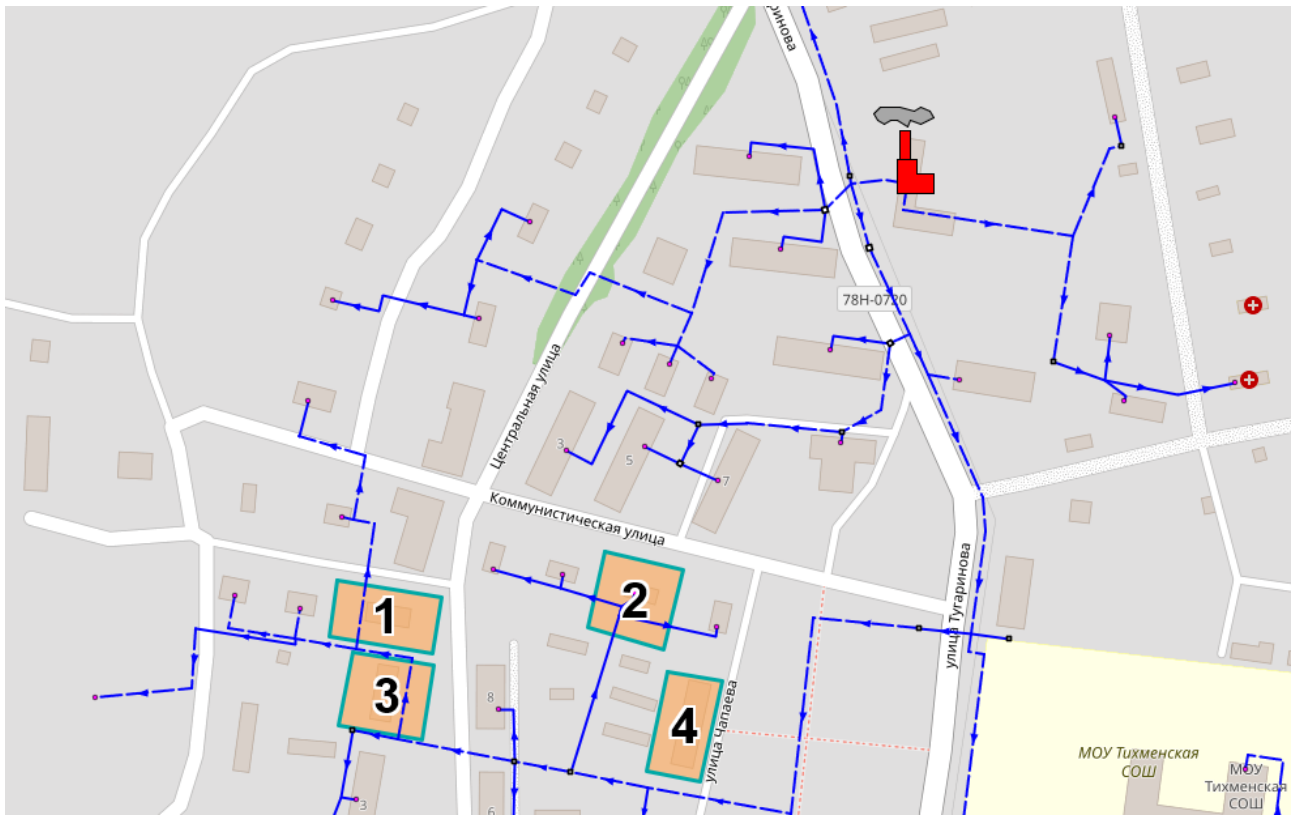 ринова
78Н-0720
Центральная улица
3
5
7
Коммунистическая улица
1
2
улица Тугаринова
3
4
8
улица Чапаева
МОУ Тихменская
СОШ
МОУ
Тихменская
СОШ
3
6